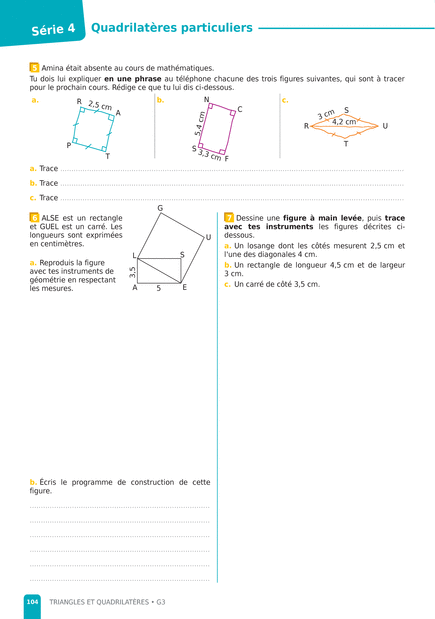 Série 4
Quadrilatères particuliers
5 Amina était absente au cours de mathématiques.
Tu dois lui expliquer en une phrase au téléphone chacune des trois figures suivantes, qui sont à tracer
pour le prochain cours. Rédige ce que tu lui dis ci-dessous.
a.
R
2,5 cm
A
P
T
b.
N
C
5,4 cm
S
3,3 cm
F
c.
3 cm
S
R
4,2 cm
U
T
a. Trace
b. Trace
c. Trace
6 ALSE est un rectangle
et GUEL est un carré. Les
longueurs sont exprimées
en centimètres.
a. Reproduis la figure
avec tes instruments de
géométrie en respectant
les mesures.
G
U
L
S
3,5
A
5
E
b. Écris le programme de construction de cette
figure.
7 Dessine une figure à main levée, puis trace
avec tes instruments les figures décrites ci-
dessous.
a. Un losange dont les côtés mesurent 2,5 cm et
l'une des diagonales 4 cm.
b. Un rectangle de longueur 4,5 cm et de largeur
3 cm.
c. Un carré de côté 3,5 cm.
104 TRIANGLES ET QUADRILATÈRES • G3